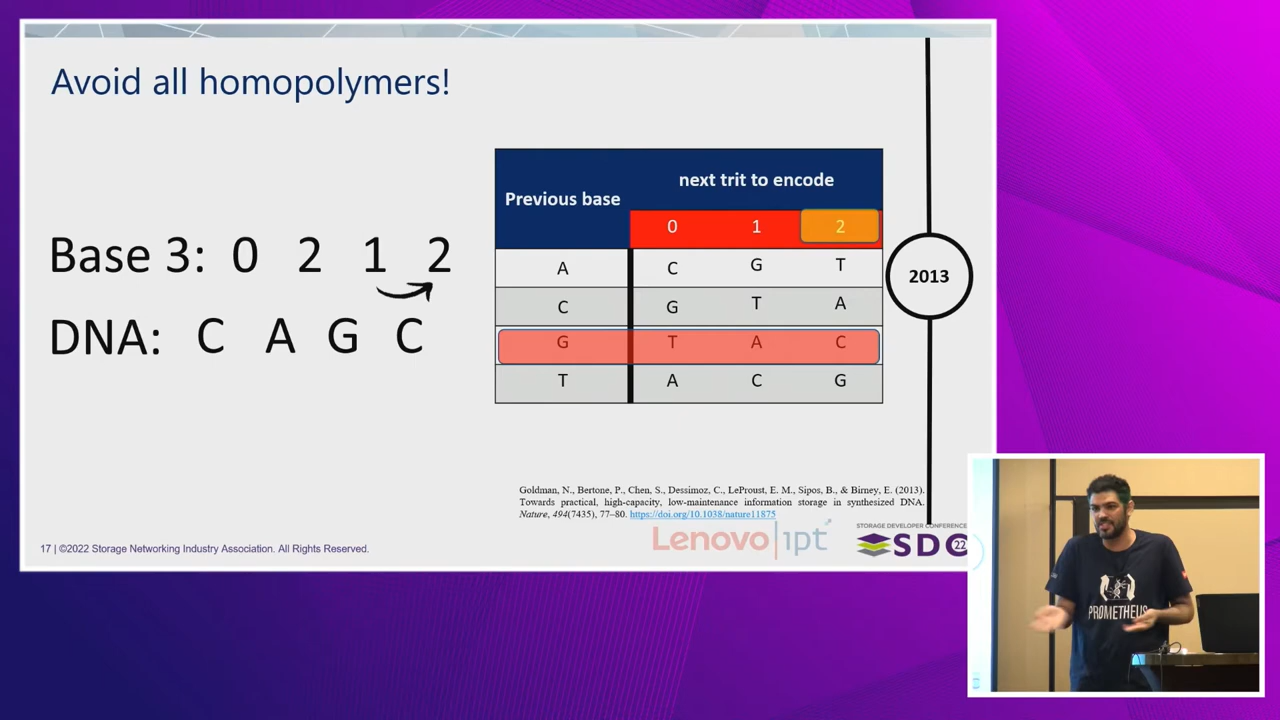 Avoid all homopolymers!
Base 3: 0 2 1 2
DNA: C A G C
Previous base
next trit to encode
0 1 2
A C G T
C G T A
G T A C
T A C G
2013
Goldman, N., Bertone, P., Chen, S., Dessimoz, C., LeProust, E. M., Sipos, B., & Birney, E. (2013).
Towards practical, high-capacity, low-maintenance information storage in synthesized DNA.
Nature, 494(7435), 77–80. https://doi.org/10.1038/nature11875
17 | ©2022 Storage Networking Industry Association. All Rights Reserved.
Lenovo | ipt
STORAGE DEVELOPER CONFERENCE
SDC 22
PROMETHEUS